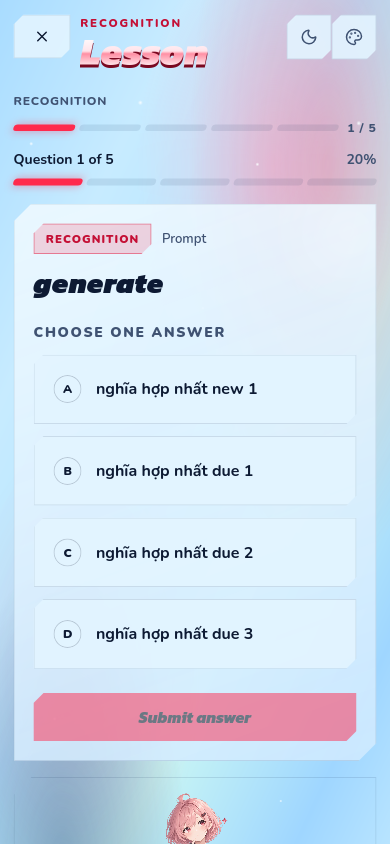 RECOGNITION
Lesson
RECOGNITION
1 / 5
Question 1 of 5
20%
RECOGNITION Prompt
generate
CHOOSE ONE ANSWER
A nghĩa hợp nhất new 1
B nghĩa hợp nhất due 1
C nghĩa hợp nhất due 2
D nghĩa hợp nhất due 3
Submit answer